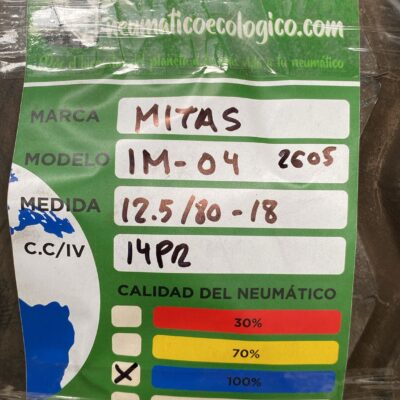 neumaticoecologico.com
MARCA MITAS
MODELO IM-04 2605
MEDIDA 12.5/80-18
C.C/IV 14PR
CALIDAD DEL NEUMÁTICO
30%
70%
X 100%